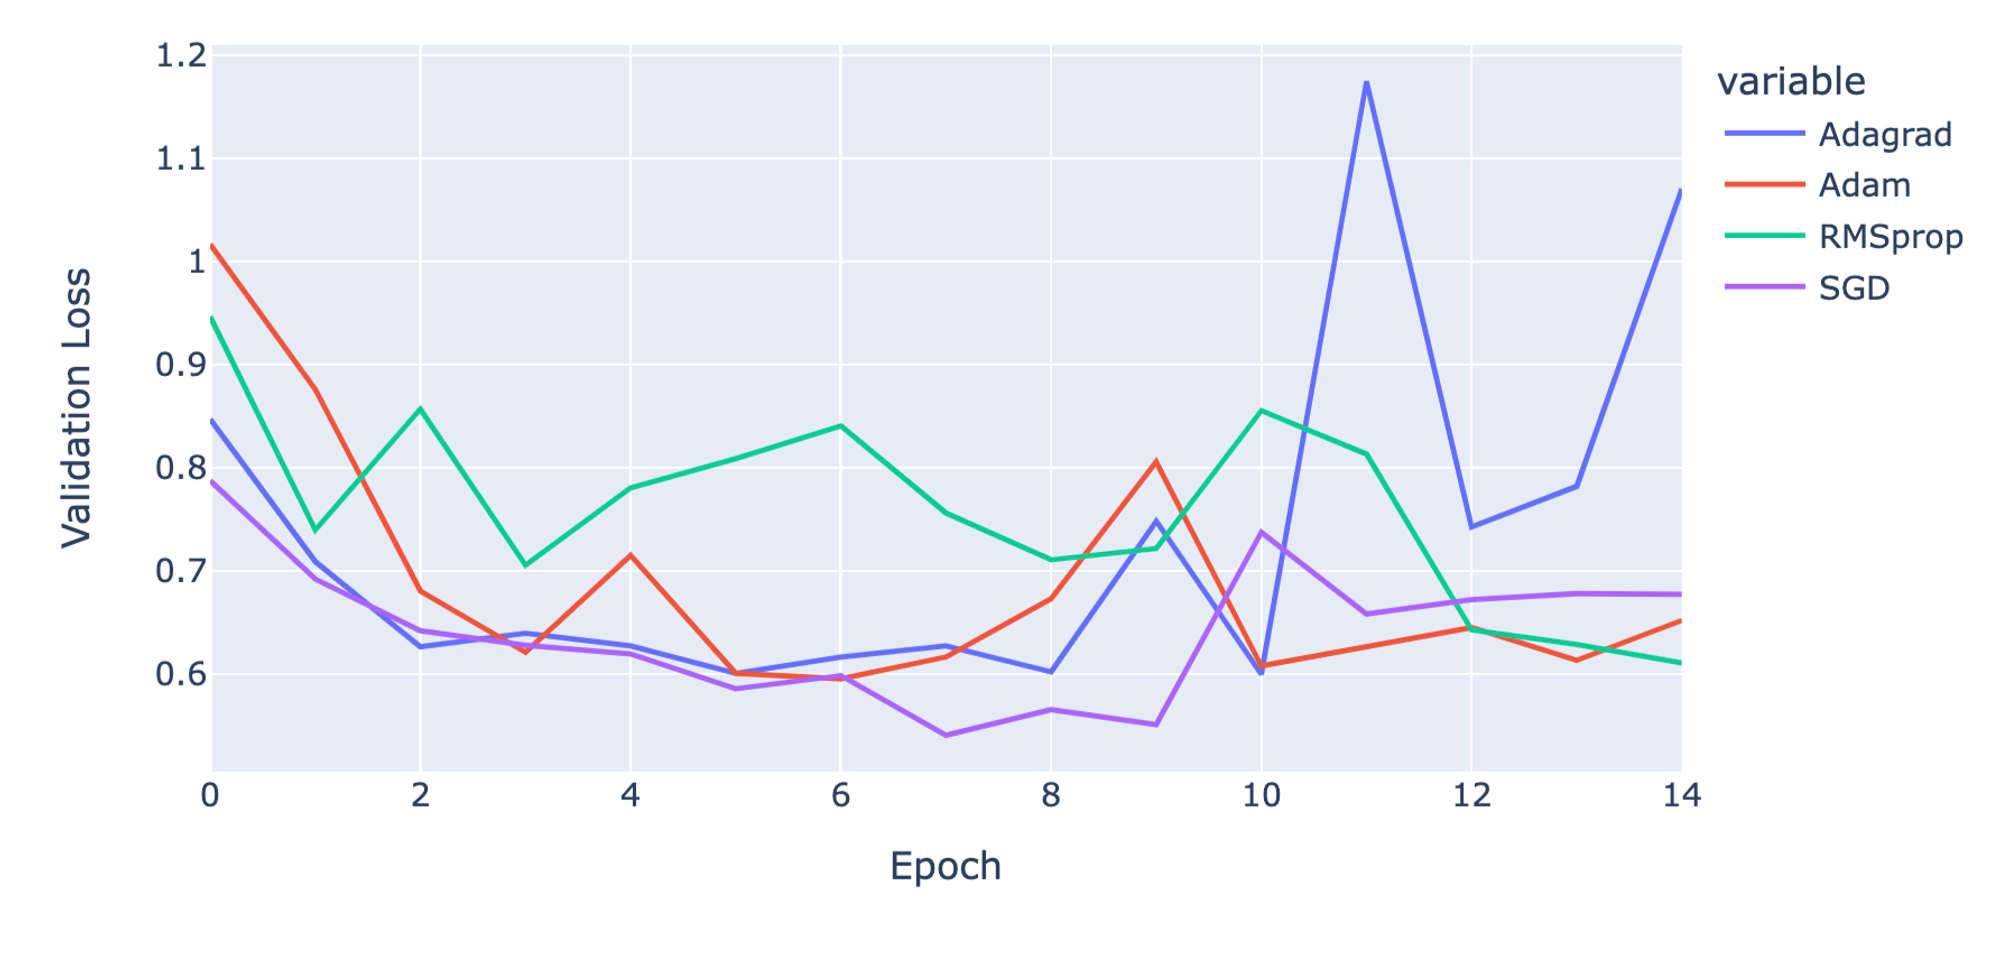 1.2
1.1
1
0.9
0.8
0.7
0.6
Validation Loss
0 2 4 6 8 10 12 14
Epoch
variable
Adagrad
Adam
RMSprop
SGD